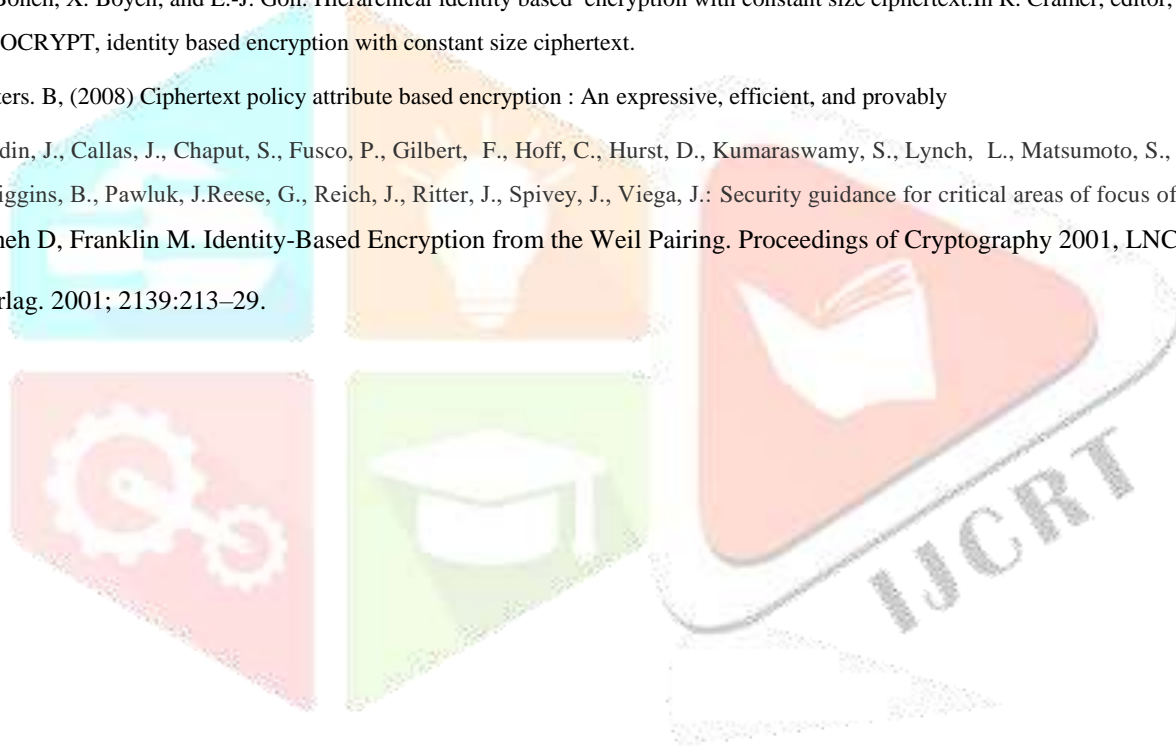 Boneh, X. Boyen, and E.-J. Goh. Hierarchical identity based encryption with constant size ciphertext.In R. Cramer, editor,
OCRYPT, identity based encryption with constant size ciphertext.
ters. B, (2008) Ciphertext policy attribute based encryption : An expressive, efficient, and provably
din, J., Callas, J., Chaput, S., Fusco, P., Gilbert, F., Hoff, C., Hurst, D., Kumaraswamy, S., Lynch, L., Matsumoto, S.,
iggins, B., Pawluk, J.Reese, G., Reich, J., Ritter, J., Spivey, J., Viega, J.: Security guidance for critical areas of focus of
neh D, Franklin M. Identity-Based Encryption from the Weil Pairing. Proceedings of Cryptography 2001, LNC
rlag. 2001; 2139:213–29.
IJCRT